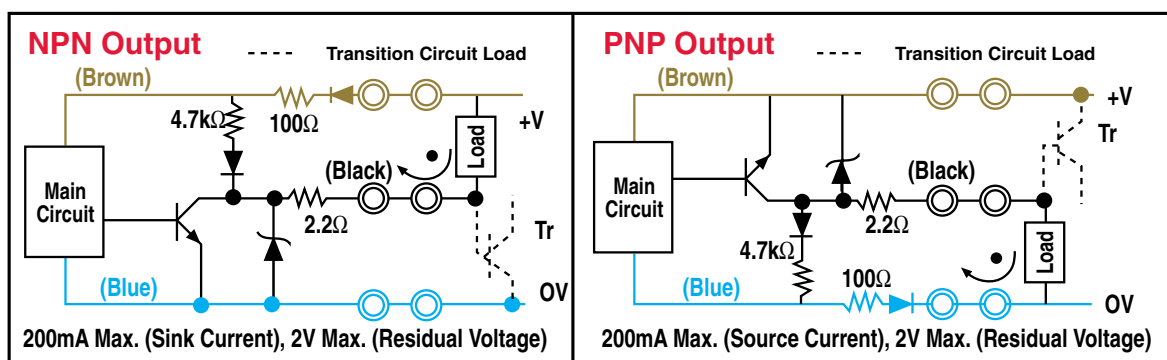 NPN Output
Transition Circuit Load
(Brown)
4.7kΩ
100Ω
+V
Load
(Black)
Main
Circuit
2.2Ω
Tr
(Blue)
OV
200mA Max. (Sink Current), 2V Max. (Residual Voltage)
PNP Output
Transition Circuit Load
(Brown)
+V
Tr
Main
Circuit
(Black)
2.2Ω
4.7kΩ
Load
100Ω
(Blue)
OV
200mA Max. (Source Current), 2V Max. (Residual Voltage)